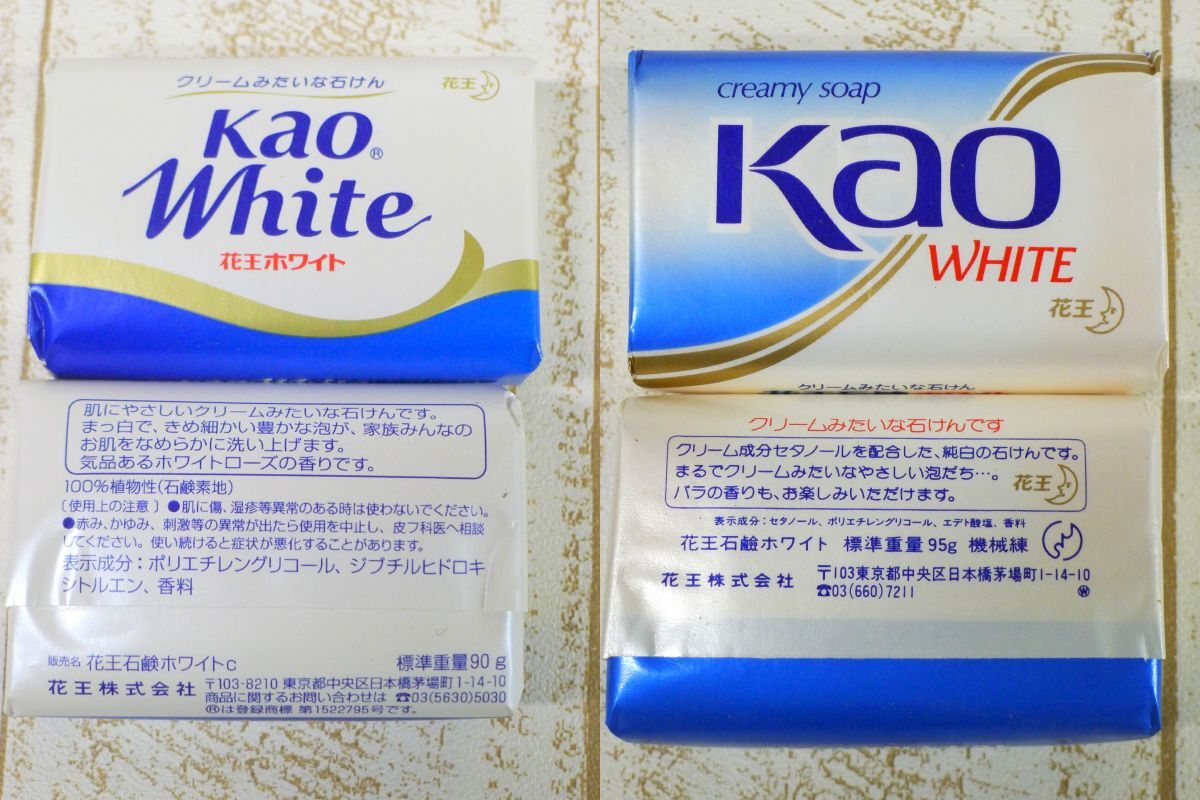 クリームみたいな石けん
花王
Kao®
White
花王ホワイト
肌にやさしいクリームみたいな石けんです。
まっ白で、きめ細かい豊かな泡が、家族みんなの
お肌をなめらかに洗い上げます。
気品あるホワイトローズの香りです。
100%植物性(石鹸素地)
〔使用上の注意〕●肌に傷、湿疹等異常のある時は使わないでください。
●赤み、かゆみ、刺激等の異常が出たら使用を中止し、皮フ科医へ相談
してください。使い続けると症状が悪化することがあります。
表示成分:ポリエチレングリコール、ジブチルヒドロキ
シトルエン、香料
販売名 花王石鹸ホワイトc 標準重量90g
花王株式会社 〒103-8210 東京都中央区日本橋茅場町1-14-10
商品に関するお問い合わせは ☎03(5630)5030
®は登録商標 第1522795号です。
creamy soap
Kao
WHITE
花王
クリームみたいな石けん
クリームみたいな石けんです
クリーム成分セタノールを配合した、純白の石けんです。
まるでクリームみたいなやさしい泡だち…。
バラの香りも、お楽しみいただけます。
花王
表示成分:セタノール、ポリエチレングリコール、エデト酸塩、香料
花王石鹸ホワイト 標準重量95g 機械練
花王株式会社 〒103東京都中央区日本橋茅場町1-14-10
☎03(660)7211
Ⓦ